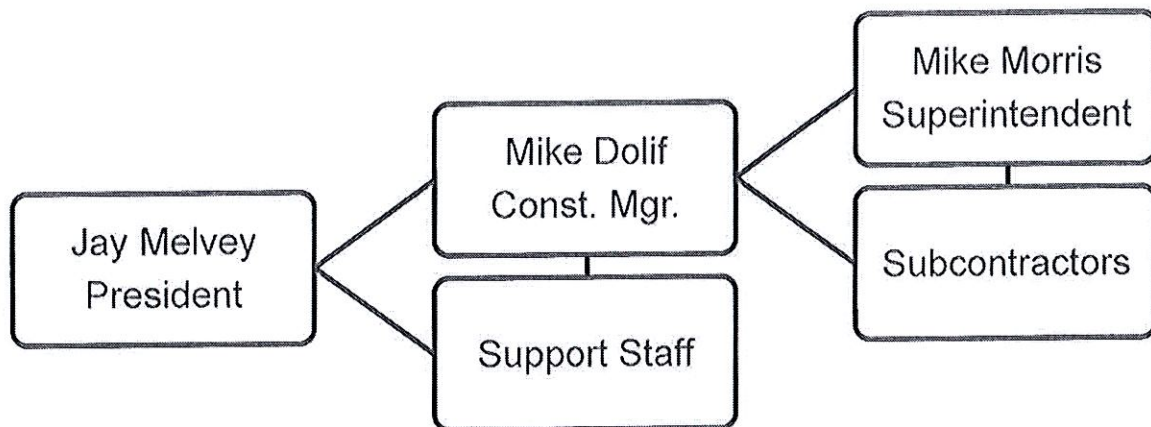 Jay Melvey
President
Mike Dolif
Const. Mgr.
Support Staff
Mike Morris
Superintendent
Subcontractors